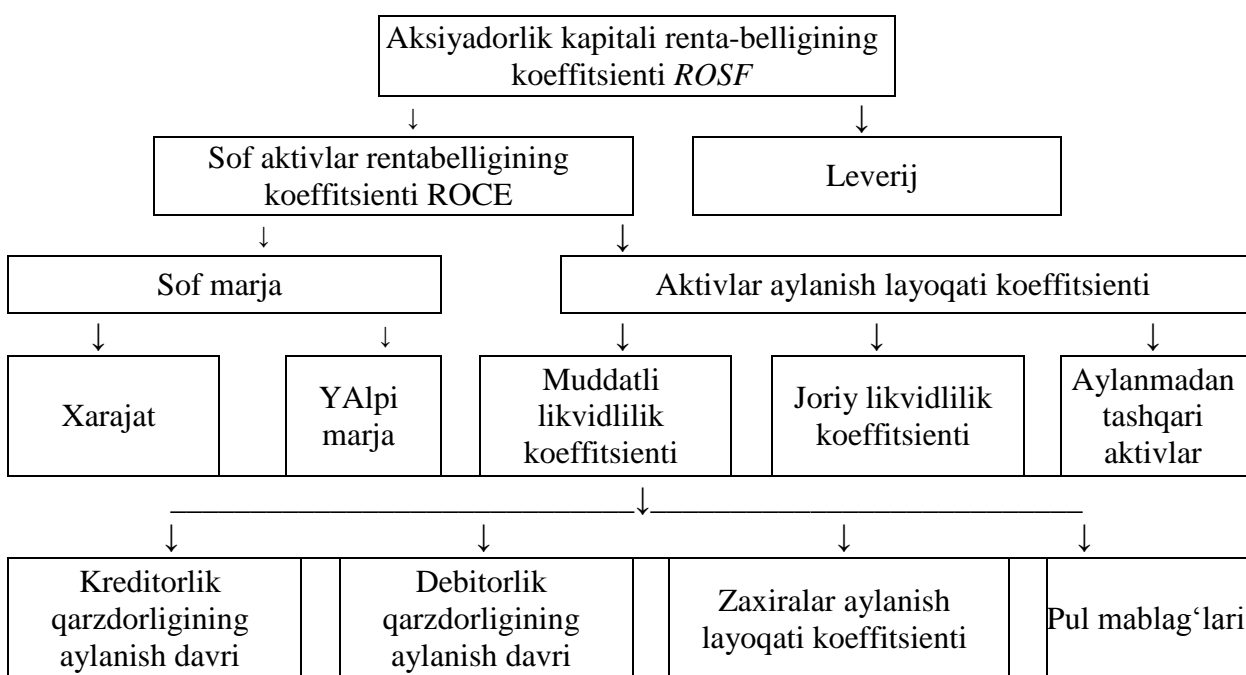 Aksiyadorlik kapitali renta-belligining
koeffitsienti ROSF
↓ ↓
Sof aktivlar rentabelligining
koeffitsienti ROCE
Leverij
↓ ↓
Sof marja
Aktivlar aylanish layoqati koeffitsienti
↓ ↓ ↓ ↓ ↓
Xarajat
YAlpi
marja
Muddatli
likvidlilik
koeffitsienti
Joriy likvidlilik
koeffitsienti
Aylanmadan
tashqari
aktivlar
↓
↓ ↓ ↓ ↓
Kreditorlik
qarzdorligining
aylanish davri
Debitorlik
qarzdorligining
aylanish davri
Zaxiralar aylanish
layoqati koeffitsienti
Pul mablag‘lari